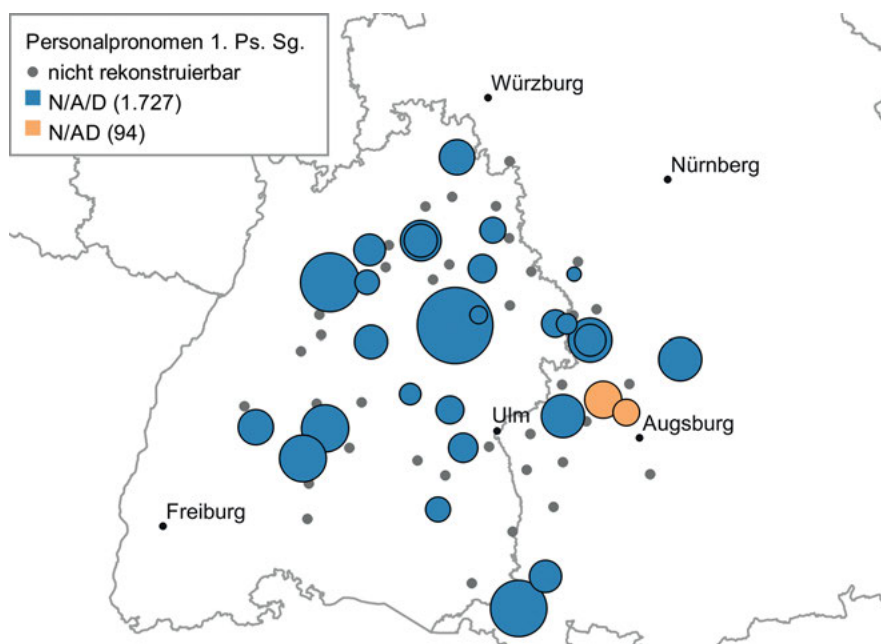 Personalpronomen 1. Ps. Sg.
nicht rekonstruierbar
N/A/D (1.727)
N/AD (94)
Würzburg
Nürnberg
Ulm
Augsburg
Freiburg